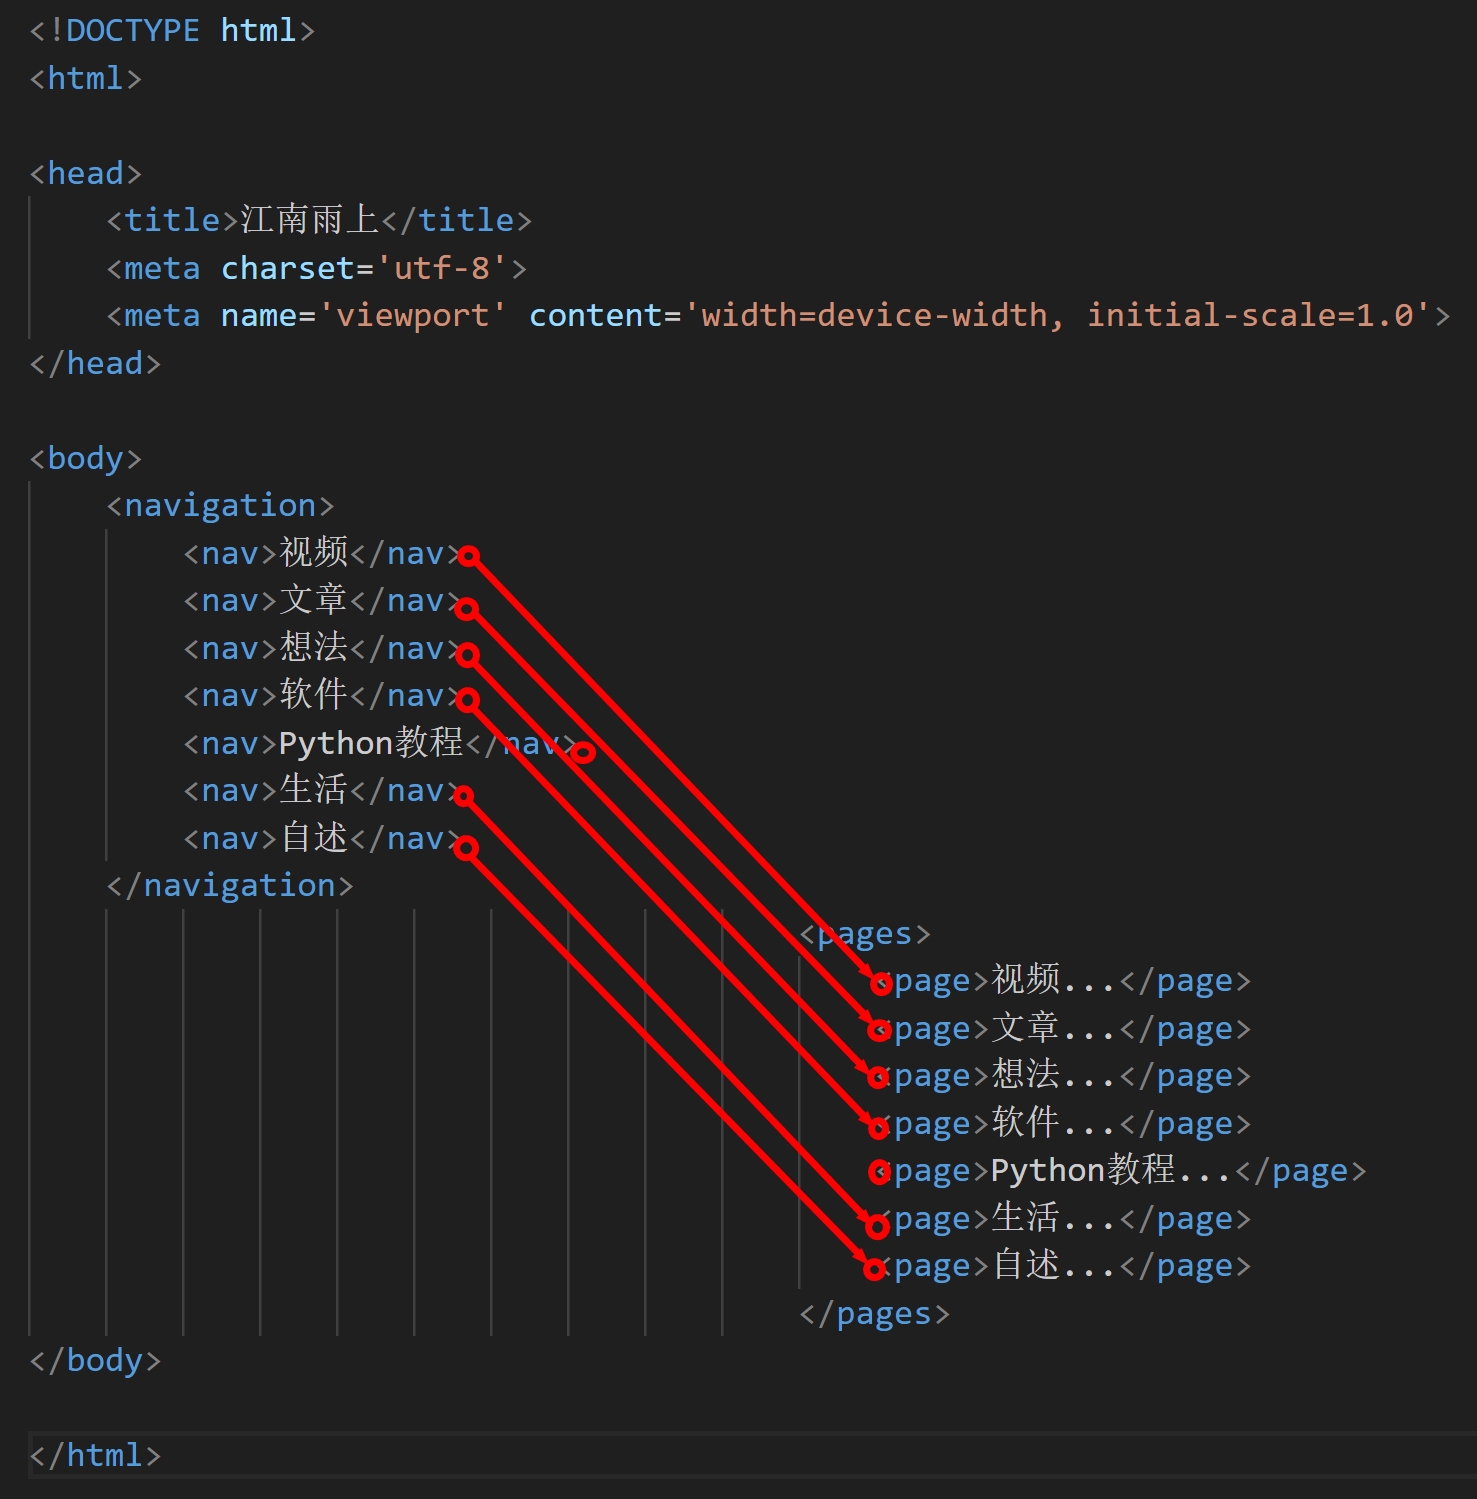 <!DOCTYPE html>
<html>
<head>
<title>江南雨上</title>
<meta charset='utf-8'>
<meta name='viewport' content='width=device-width, initial-scale=1.0'>
</head>
<body>
<navigation>
<nav>视频</nav>
<nav>文章</nav>
<nav>想法</nav>
<nav>软件</nav>
<nav>Python教程</nav>
<nav>生活</nav>
<nav>自述</nav>
</navigation>
<pages>
<page>视频...</page>
<page>文章...</page>
<page>想法...</page>
<page>软件...</page>
<page>Python教程...</page>
<page>生活...</page>
<page>自述...</page>
</pages>
</body>
</html>